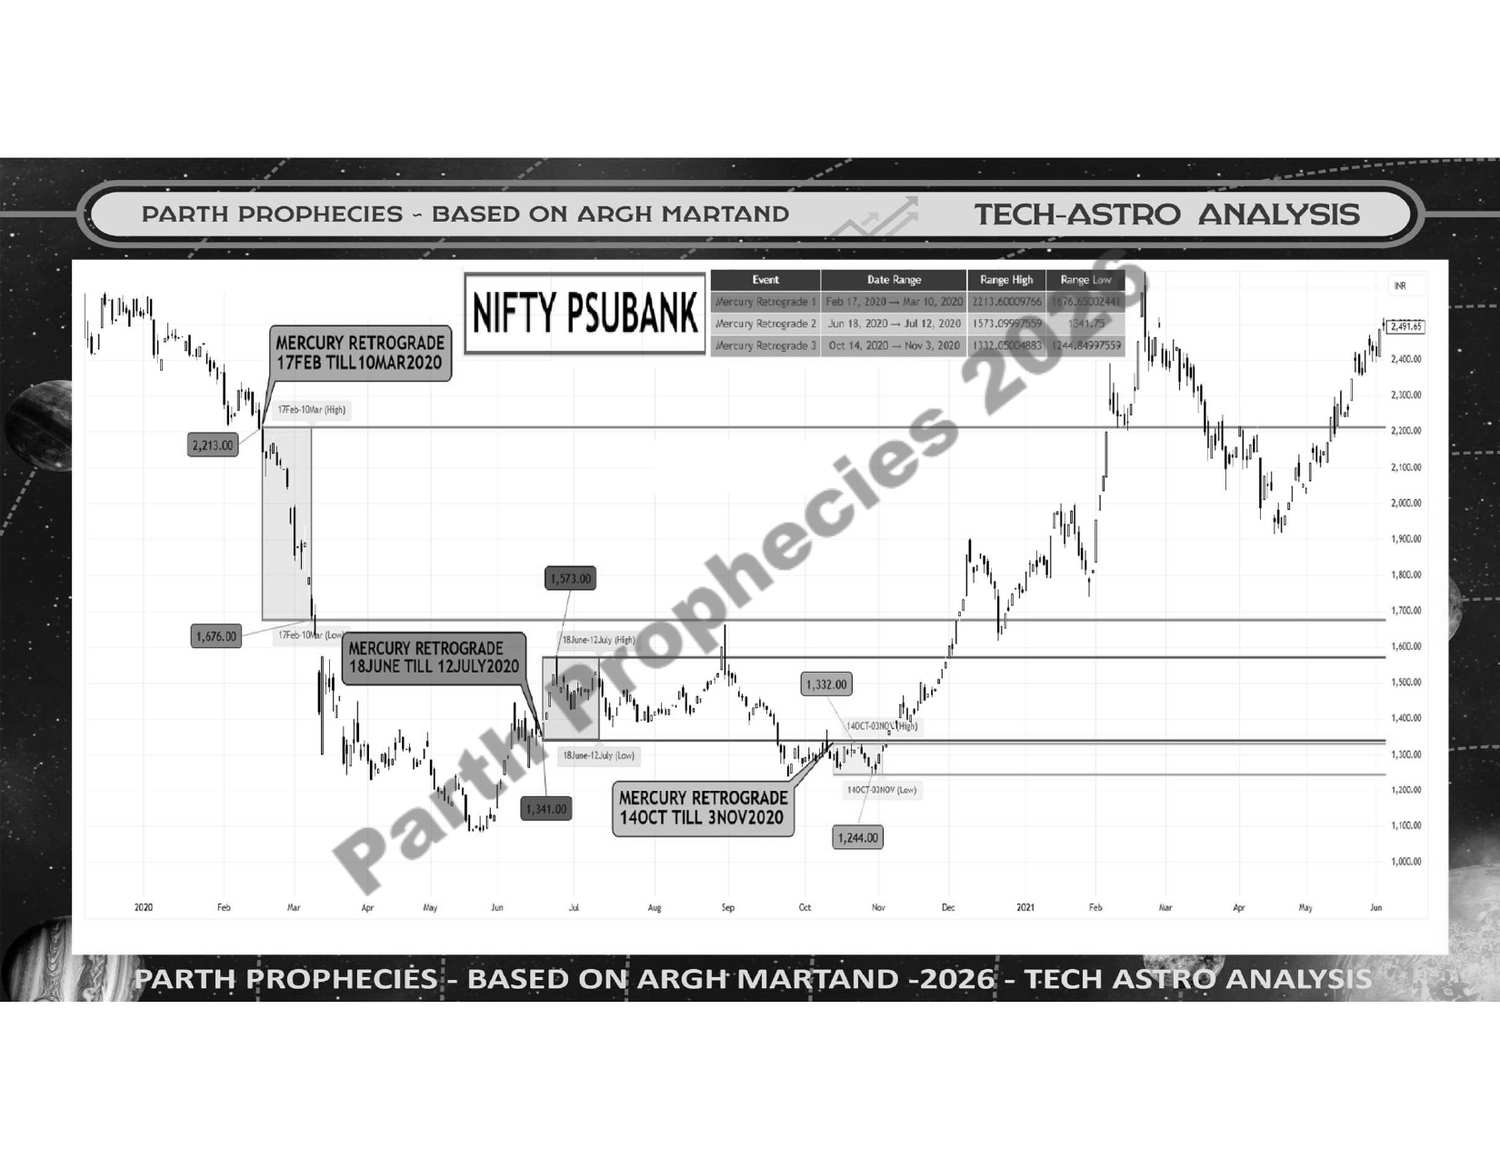 PARTH PROPHECIES ~ BASED ON ARGH MARTAND
TECH-ASTRO ANALYSIS
NIFTY PSUBANK
Event Date Range Range High Range Low
Mercury Retrograde 1 Feb 17, 2020 → Mar 10, 2020 2213.60009766 1676.65002441
Mercury Retrograde 2 Jun 18, 2020 → Jul 12, 2020 1573.09997559 1341.75
Mercury Retrograde 3 Oct 14, 2020 → Nov 3, 2020 1332.05004883 1244.84997559
INR
2,491.65
2,400.00
2,300.00
2,200.00
2,100.00
2,000.00
1,900.00
1,800.00
1,700.00
1,600.00
1,500.00
1,400.00
1,300.00
1,200.00
1,100.00
1,000.00
MERCURY RETROGRADE
17FEB TILL10MAR2020
17Feb-10Mar (High)
2,213.00
1,676.00
17Feb-10Mar (Low)
1,573.00
MERCURY RETROGRADE
18JUNE TILL 12JULY2020
18June-12July (High)
18June-12July (Low)
1,341.00
1,332.00
14OCT-03NOV (High)
MERCURY RETROGRADE
14OCT TILL 3NOV2020
14OCT-03NOV (Low)
1,244.00
Parth Prophecies 2026
2020 Feb Mar Apr May Jun Jul Aug Sep Oct Nov Dec 2021 Feb Mar Apr May Jun
PARTH PROPHECIES - BASED ON ARGH MARTAND -2026 - TECH ASTRO ANALYSIS